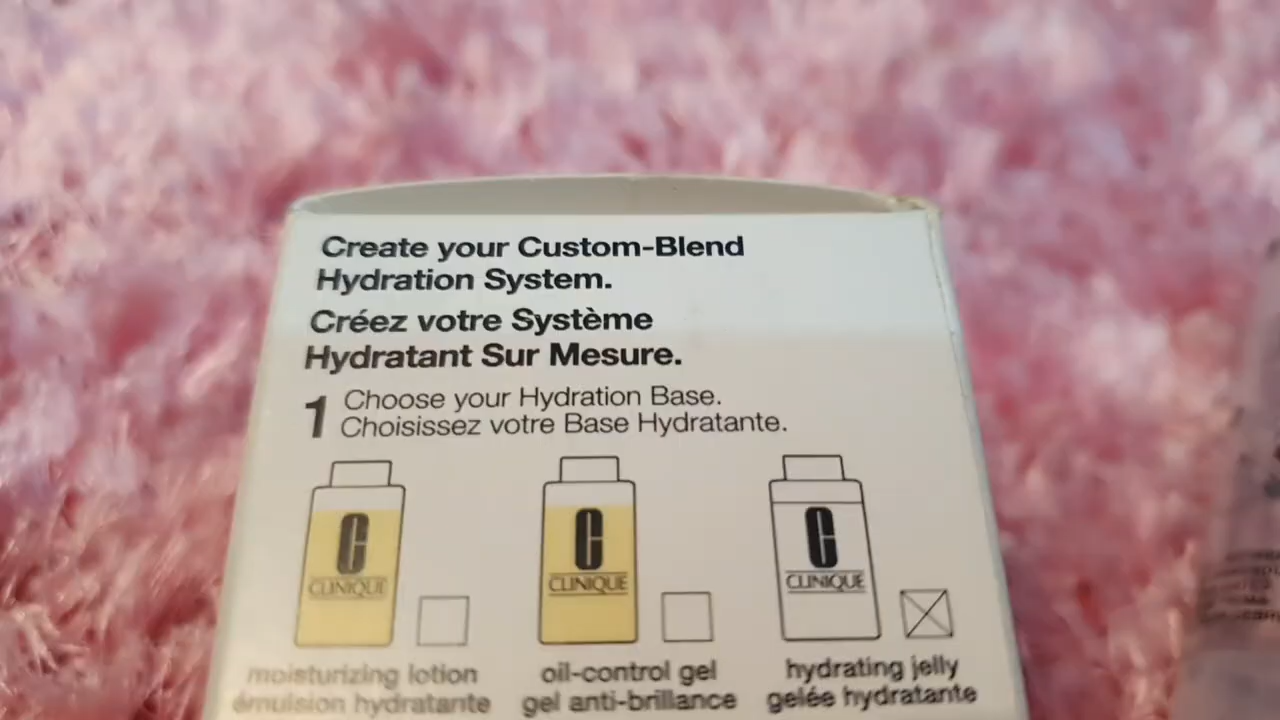 Create your Custom-Blend
Hydration System.
Créez votre Système
Hydratant Sur Mesure.
1 Choose your Hydration Base.
Choisissez votre Base Hydratante.
C C C
CLINIQUE CLINIQUE CLINIQUE
moisturizing lotion oil-control gel hydrating jelly
émulsion hydratante gel anti-brillance gelée hydratante